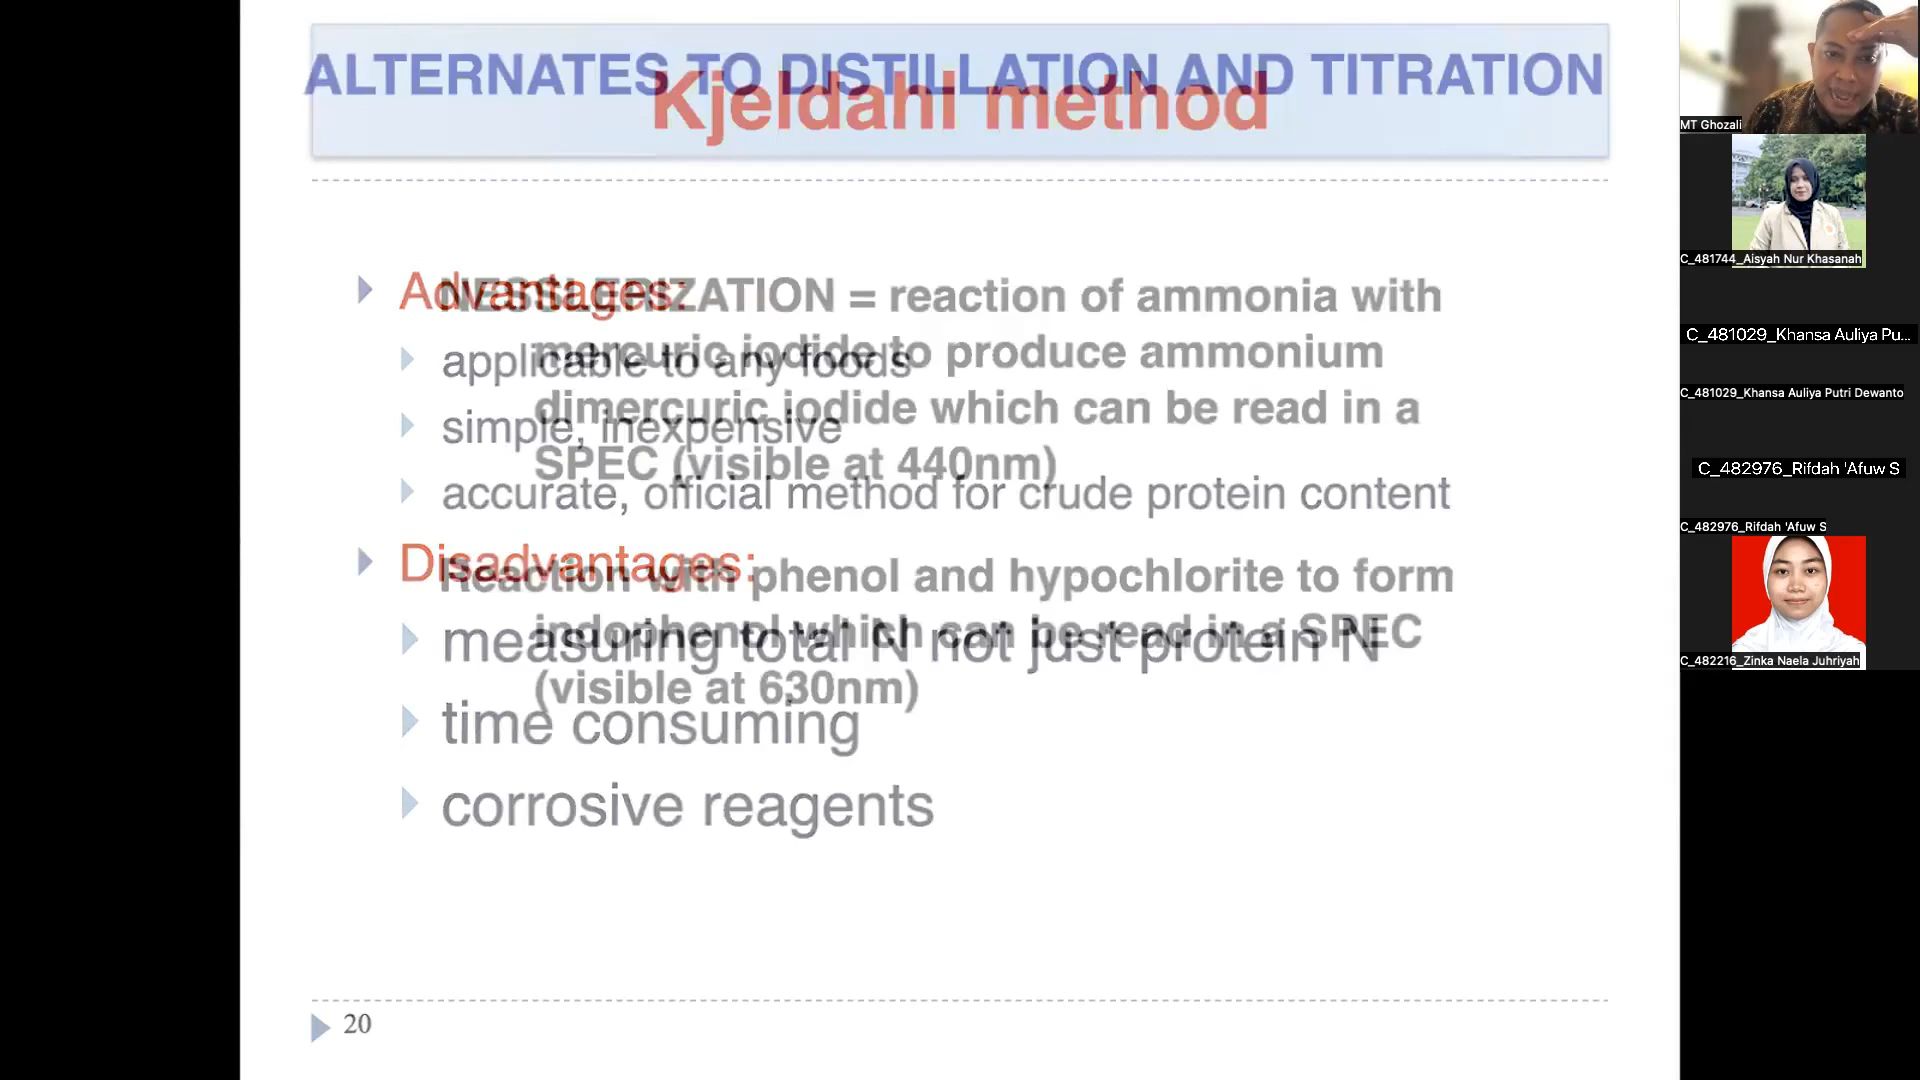 ALTERNATES TO DISTILLATION AND TITRATION
Kjeldahl method
Advantages:
applicable to any foods
simple, inexpensive
accurate, official method for crude protein content
Disadvantages:
measuring total N not just protein N
time consuming
corrosive reagents
NESSLERIZATION = reaction of ammonia with
mercuric iodide to produce ammonium
dimercuric iodide which can be read in a
SPEC (visible at 440nm)
Reaction with phenol and hypochlorite to form
indophenol which can be read in a SPEC
(visible at 630nm)
20
MT Ghozali
C_481744_Aisyah Nur Khasanah
C_481029_Khansa Auliya Pu...
C_481029_Khansa Auliya Putri Dewanto
C_482976_Rifdah 'Afuw S
C_482976_Rifdah 'Afuw S
C_482216_Zinka Naela Juhriyah